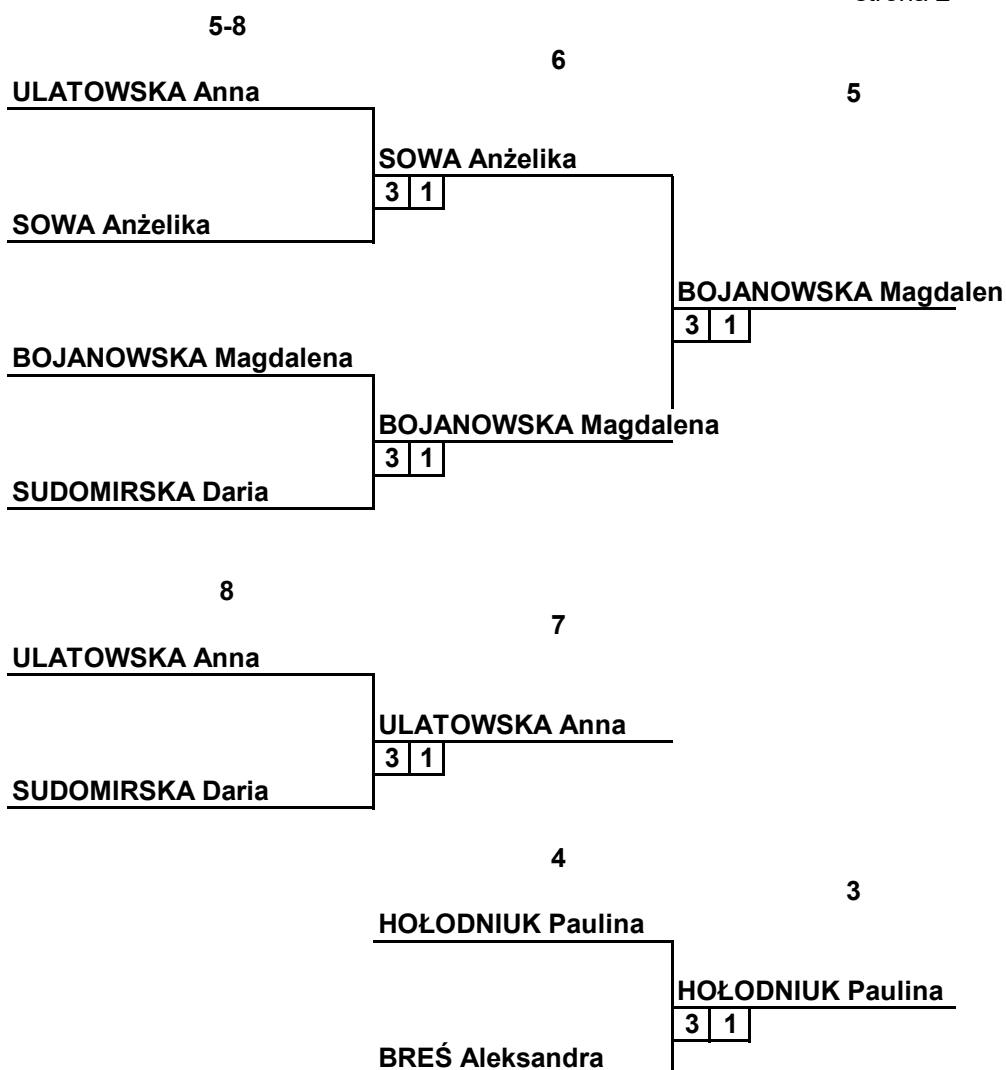 strona 2
5-8
6
ULATOWSKA Anna
5
SOWA Anżelika
3 1
SOWA Anżelika
BOJANOWSKA Magdalen
3 1
BOJANOWSKA Magdalena
BOJANOWSKA Magdalena
3 1
SUDOMIRSKA Daria
8
7
ULATOWSKA Anna
ULATOWSKA Anna
3 1
SUDOMIRSKA Daria
4
3
HOŁODNIUK Paulina
HOŁODNIUK Paulina
3 1
BREŚ Aleksandra